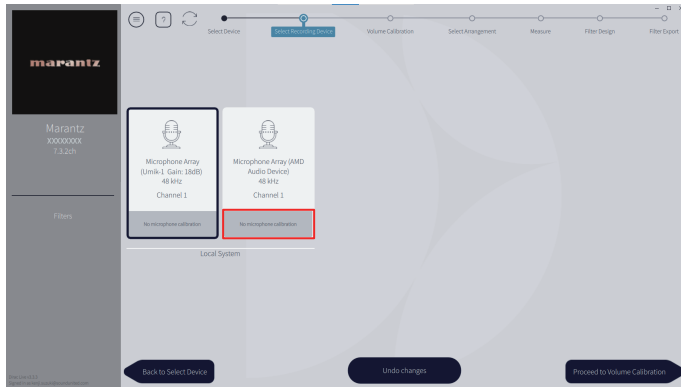 ?
Select Device
Select Recording Device
Volume Calibration
Select Arrangement
Measure
Filter Design
Filter Export
marantz
Marantz
XXXXXXXX
7.3.2ch
Filters
Microphone Array
(Umik-1 Gain: 18dB)
48 kHz
Channel 1
No microphone calibration
Microphone Array (AMD
Audio Device)
48 kHz
Channel 1
No microphone calibration
Local System
Back to Select Device
Undo changes
Proceed to Volume Calibration